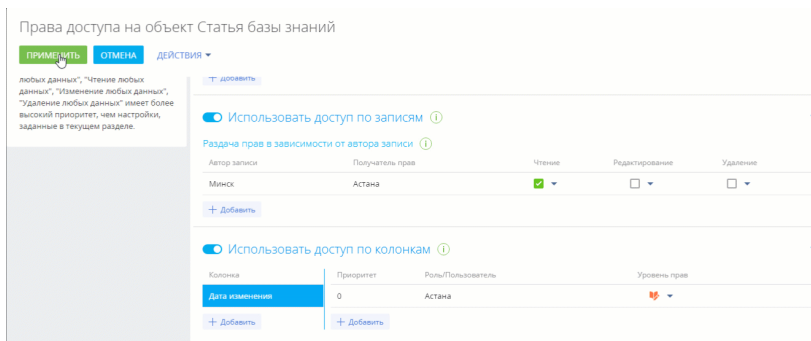 Права доступа на объект Статья базы знаний
ПРИМЕНИТЬ ОТМЕНА ДЕЙСТВИЯ
любых данных", "Чтение любых
данных", "Изменение любых данных",
"Удаление любых данных" имеет более
высокий приоритет, чем настройки,
заданные в текущем разделе.
+ Добавить
Использовать доступ по записям i
Раздача прав в зависимости от автора записи i
Автор записи Получатель прав Чтение Редактирование Удаление
Минск Астана
+ Добавить
Использовать доступ по колонкам i
Колонка Приоритет Роль/Пользователь Уровень прав
Дата изменения 0 Астана
+ Добавить + Добавить